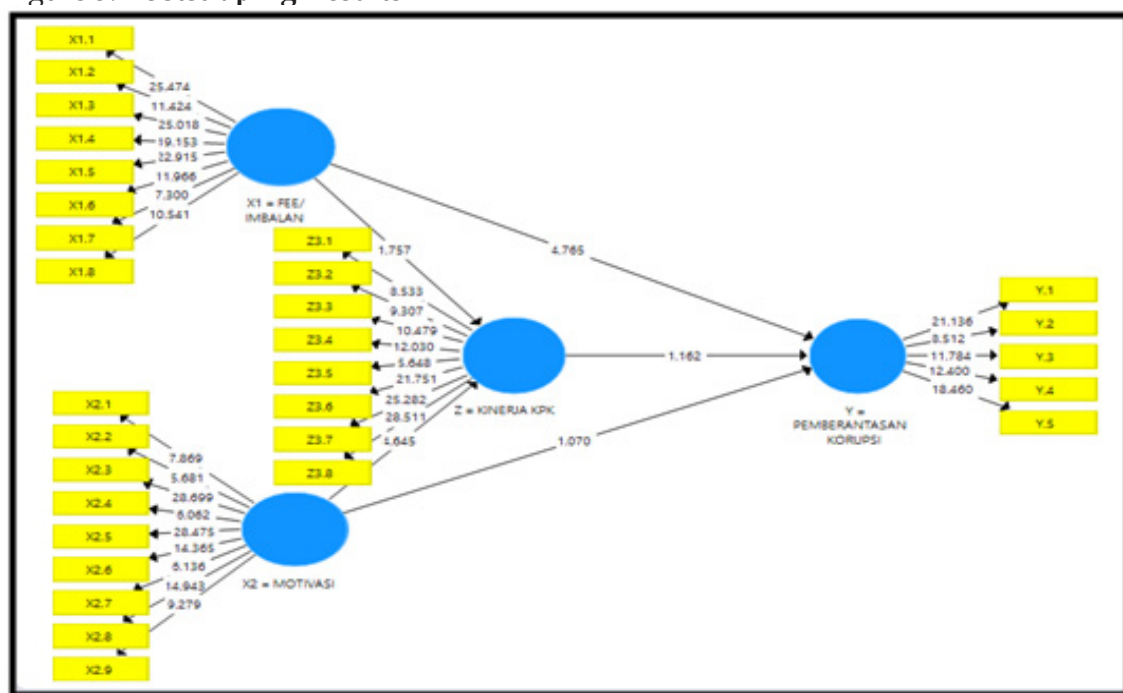 X1.1
X1.2
X1.3
X1.4
X1.5
X1.6
X1.7
X1.8
25.474
11.424
25.018
19.153
22.915
11.966
7.300
10.541
X1 = FEE/
IMBALAN
1.757
4.765
Z3.1
Z3.2
Z3.3
Z3.4
Z3.5
Z3.6
Z3.7
Z3.8
8.533
9.307
10.479
12.030
5.648
21.751
25.282
28.511
4.645
Z = KINERJA KPK
1.162
1.070
Y.1
Y.2
Y.3
Y.4
Y.5
21.136
8.512
11.784
12.400
18.460
Y =
PEMBERANTASAN
KORUPSI
X2.1
X2.2
X2.3
X2.4
X2.5
X2.6
X2.7
X2.8
X2.9
7.869
5.681
28.699
6.062
28.475
14.365
6.136
14.943
9.279
X2 = MOTIVASI